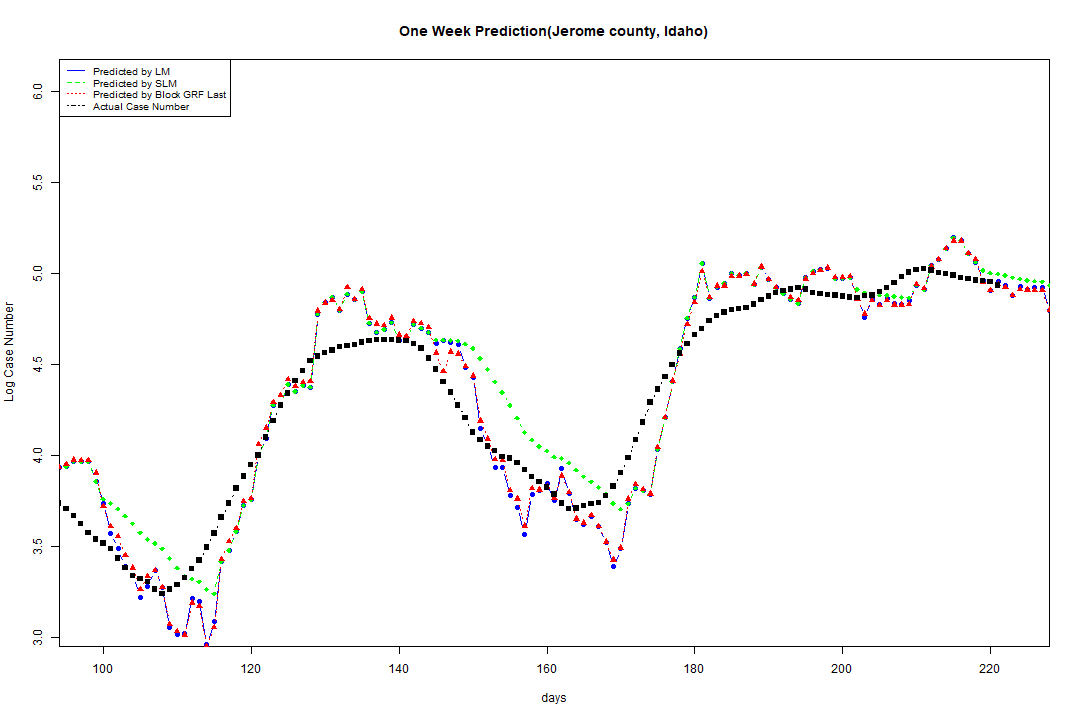 One Week Prediction(Jerome county, Idaho)
Predicted by LM
Predicted by SLM
Predicted by Block GRF Last
Actual Case Number
6.0
5.5
5.0
4.5
4.0
3.5
3.0
Log Case Number
100 120 140 160 180 200 220
days